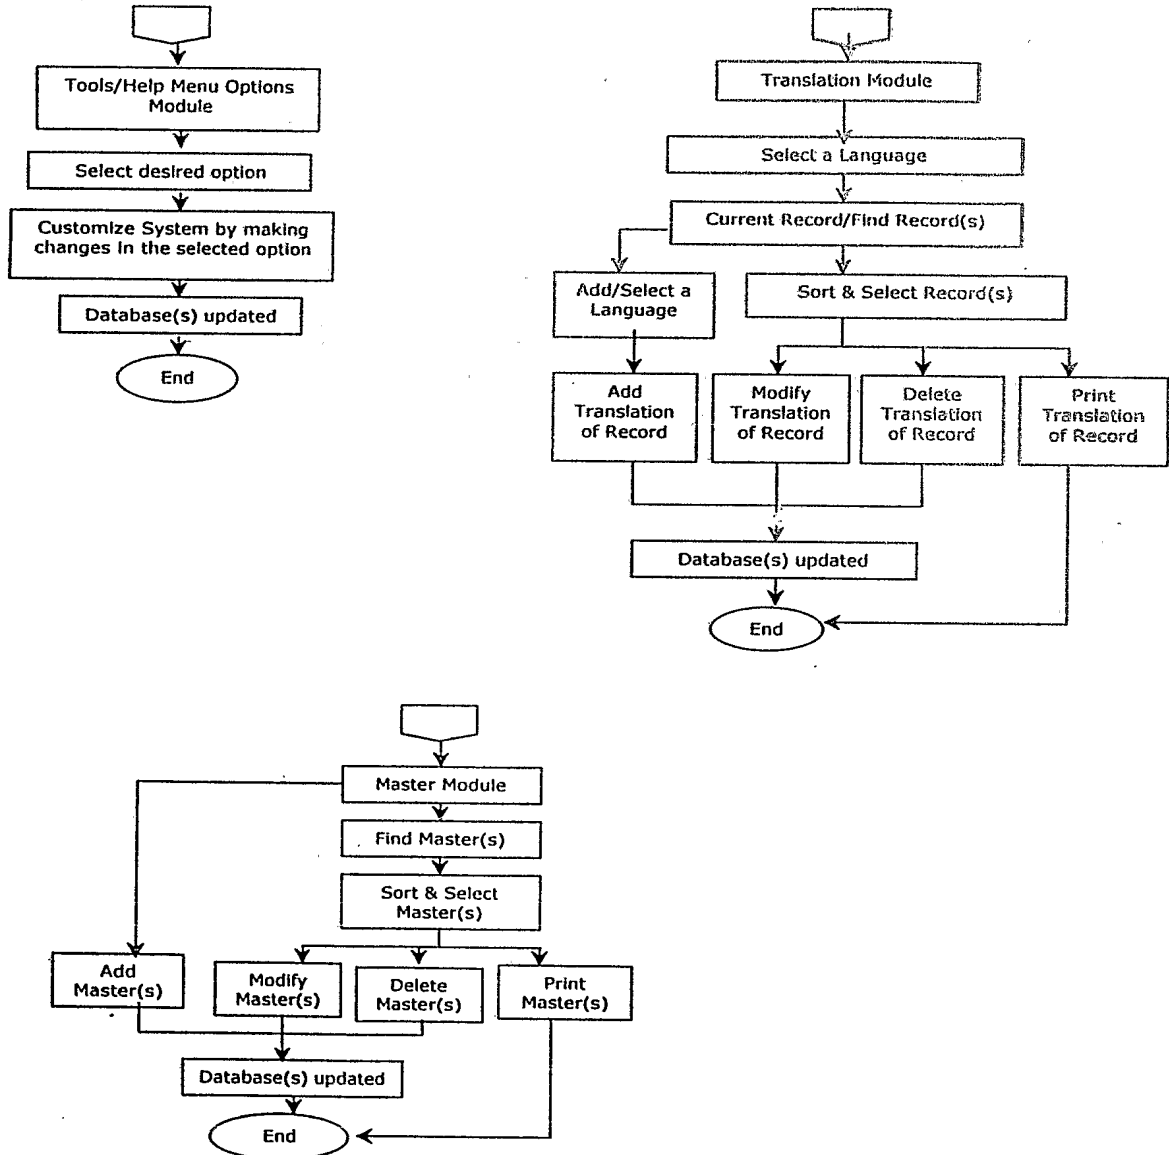 Tools/Help Menu Options
Module
Select desired option
Customize System by making
changes in the selected option
Database(s) updated
End
Translation Module
Select a Language
Current Record/Find Record(s)
Add/Select a
Language
Sort & Select Record(s)
Add
Translation
of Record
Modify
Translation
of Record
Delete
Translation
of Record
Print
Translation
of Record
Database(s) updated
End
Master Module
Find Master(s)
Sort & Select
Master(s)
Add
Master(s)
Modify
Master(s)
Delete
Master(s)
Print
Master(s)
Database(s) updated
End